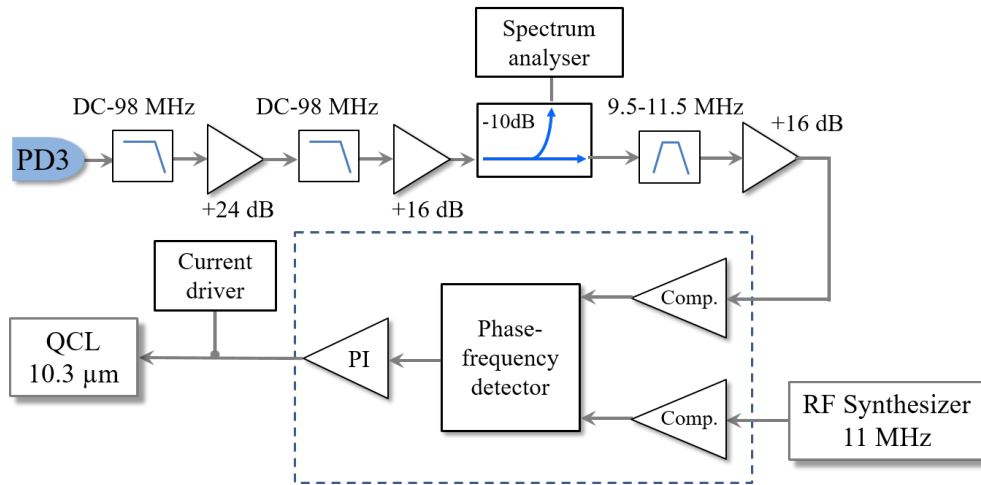 Spectrum
analyser
DC-98 MHz
DC-98 MHz
-10dB
9.5-11.5 MHz
+16 dB
PD3
+24 dB
+16 dB
Current
driver
Comp.
QCL
10.3 µm
PI
Phase-
frequency
detector
Comp.
RF Synthesizer
11 MHz